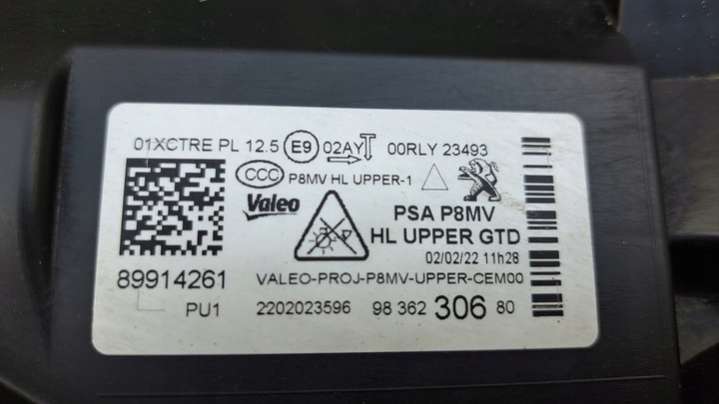 01XCTRE PL 12.5 E9 02AY 00RLY 23493
CCC P8MV HL UPPER-1
Valeo
PSA P8MV
HL UPPER GTD
02/02/22 11h28
89914261
VALEO-PROJ-P8MV-UPPER-CEM00
PU1
2202023596 98 362 306 80